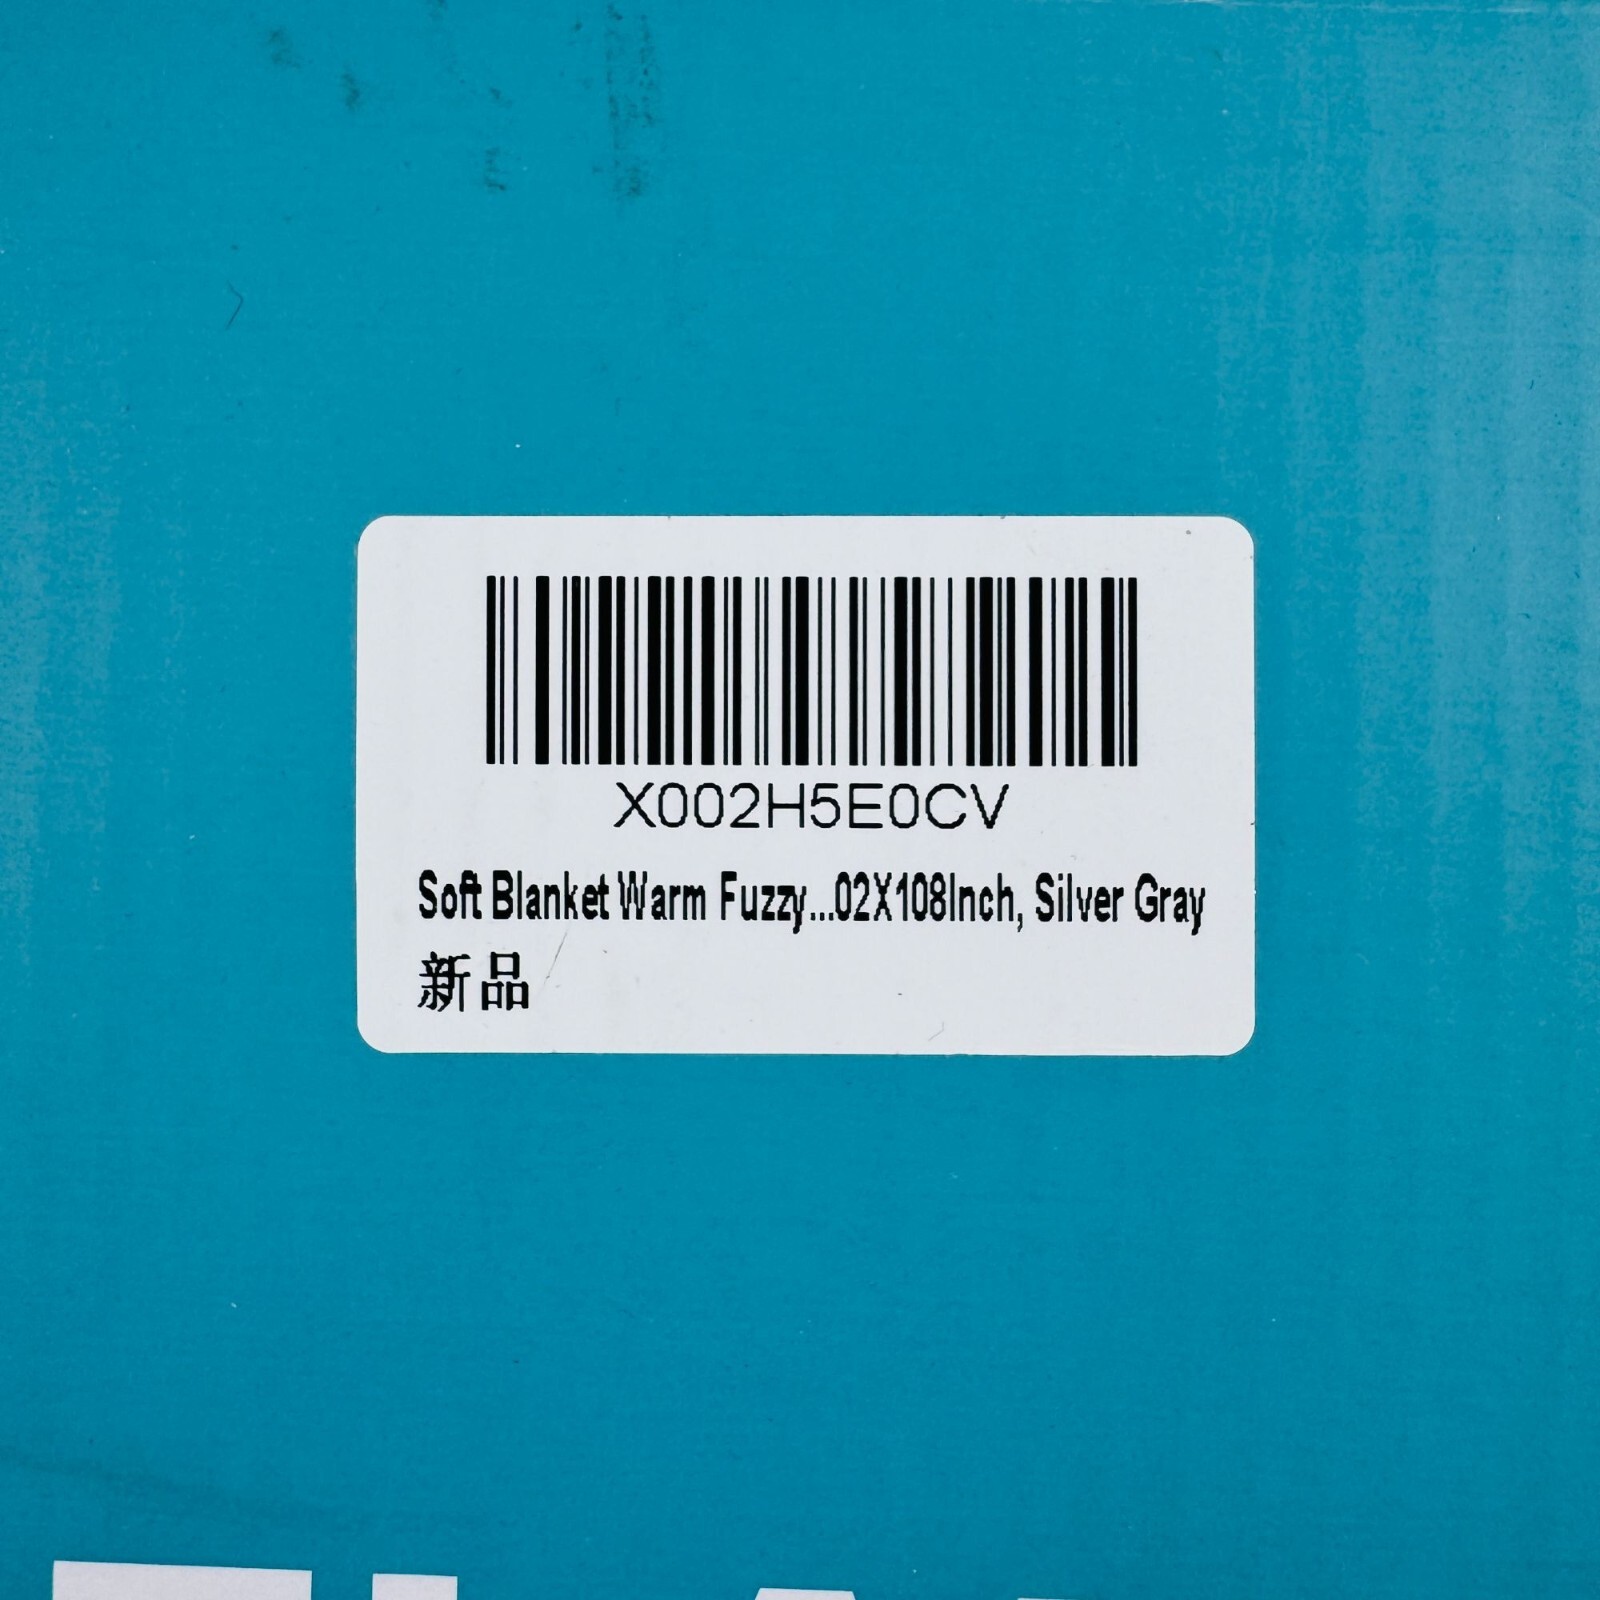 X002H5E0CV
Soft Blanket Warm Fuzzy...02X108Inch, Silver Gray
新品